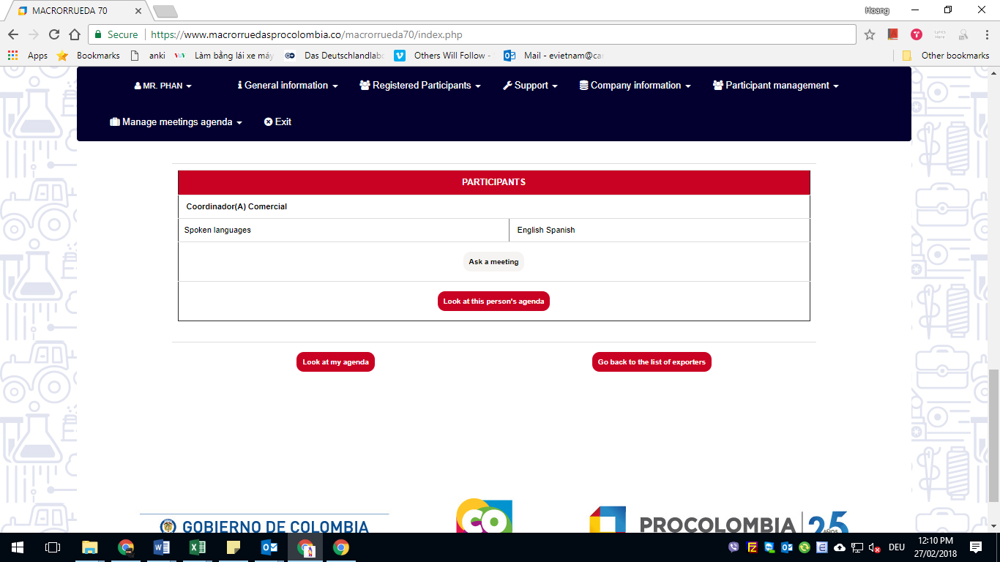 MACRORRUEDA 70
Hoang
Secure https://www.macrorruedasprocolombia.co/macrorrueda70/index.php
Apps Bookmarks anki Làm bằng lái xe máy Das Deutschlandlabo Others Will Follow - Mail - evietnam@ca Other bookmarks
MR. PHAN General information Registered Participants Support Company information Participant management
Manage meetings agenda Exit
PARTICIPANTS
Coordinador(A) Comercial
Spoken languages English Spanish
Ask a meeting
Look at this person's agenda
Look at my agenda Go back to the list of exporters
GOBIERNO DE COLOMBIA CO PROCOLOMBIA 25 AÑOS
DEU 12:10 PM
27/02/2018